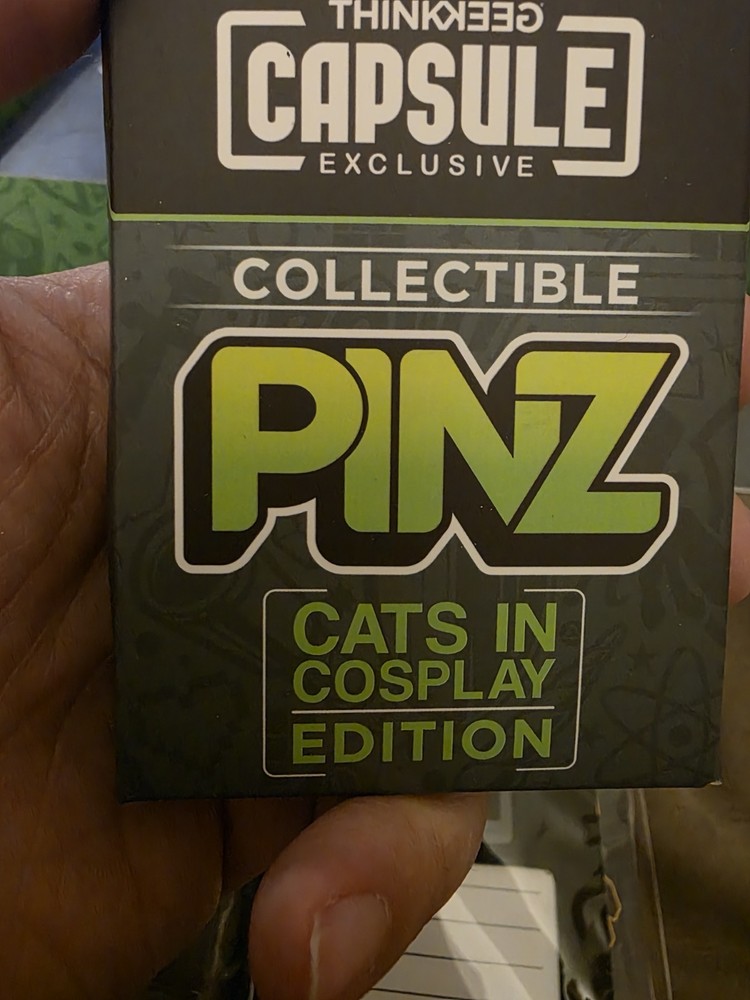 THINKGEEK
CAPSULE
EXCLUSIVE
COLLECTIBLE
PINZ
CATS IN
COSPLAY
EDITION